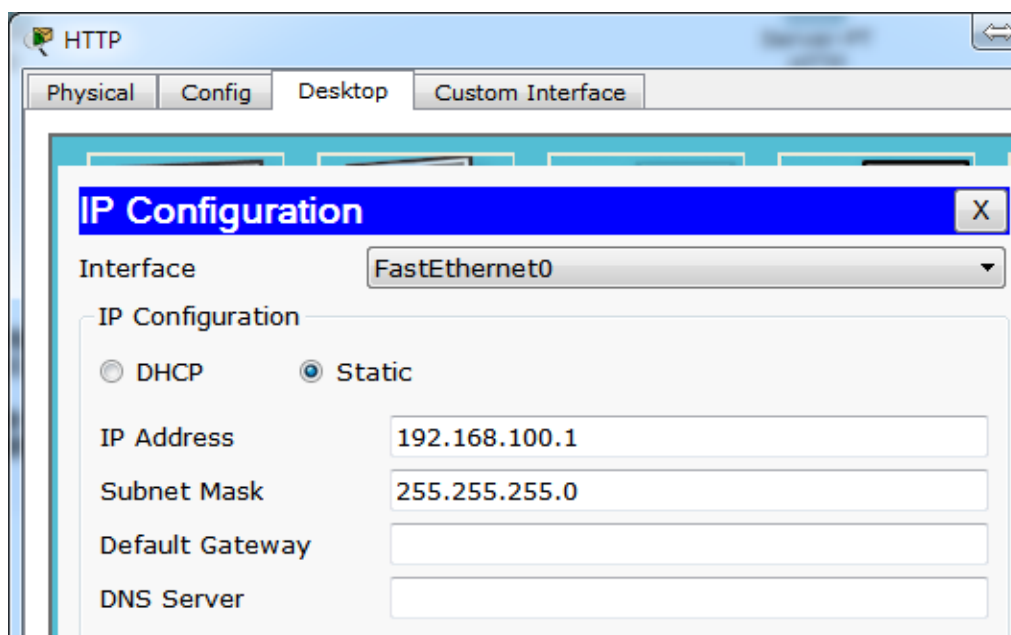 HTTP
Physical Config Desktop Custom Interface
IP Configuration X
Interface FastEthernet0
IP Configuration
DHCP Static
IP Address 192.168.100.1
Subnet Mask 255.255.255.0
Default Gateway
DNS Server